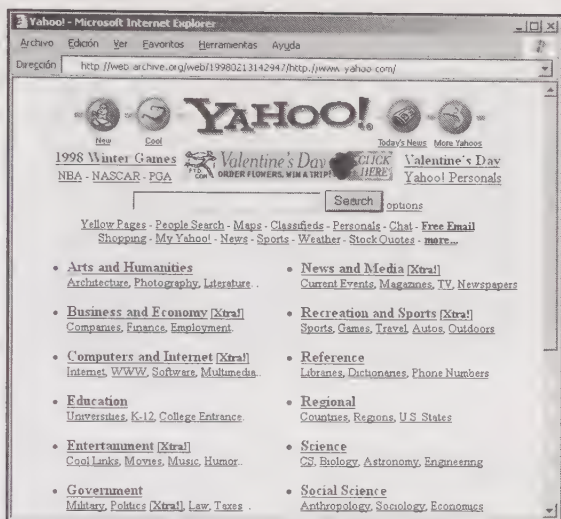 Yahoo! - Microsoft Internet Explorer
Archivo Edición Ver Favoritos Herramientas Ayuda
Dirección http://web.archive.org/web/19980213142947/http://www.yahoo.com/
New Cool YAHOO! Today's News More Yahoos
1998 Winter Games
NBA - NASCAR - PGA
FTD.COM Valentine's Day CLICK HERE!
ORDER FLOWERS, WIN A TRIP!
Valentine's Day
Yahoo! Personals
Search options
Yellow Pages - People Search - Maps - Classifieds - Personals - Chat - Free Email
Shopping - My Yahoo! - News - Sports - Weather - Stock Quotes - more...
Arts and Humanities
Architecture, Photography, Literature...
Business and Economy [Xtra!]
Companies, Finance, Employment...
Computers and Internet [Xtra!]
Internet, WWW, Software, Multimedia...
Education
Universities, K-12, College Entrance...
Entertainment [Xtra!]
Cool Links, Movies, Music, Humor...
Government
Military, Politics [Xtra!], Law, Taxes...
News and Media [Xtra!]
Current Events, Magazines, TV, Newspapers
Recreation and Sports [Xtra!]
Sports, Games, Travel, Autos, Outdoors
Reference
Libraries, Dictionaries, Phone Numbers
Regional
Countries, Regions, U.S. States
Science
CS, Biology, Astronomy, Engineering
Social Science
Anthropology, Sociology, Economics